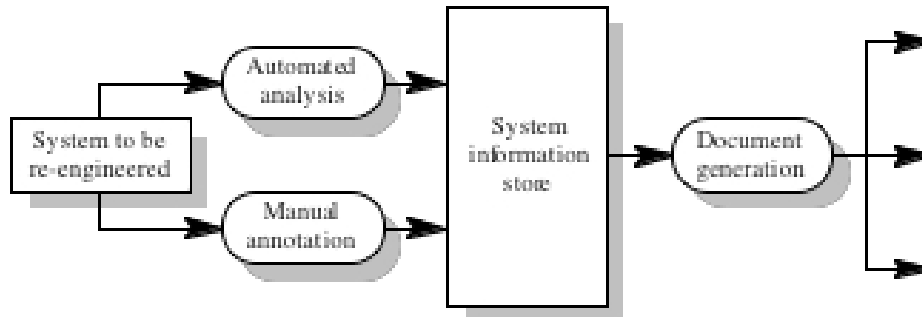 Automated
analysis
System to be
re-engineered
Manual
annotation
System
information
store
Document
generation